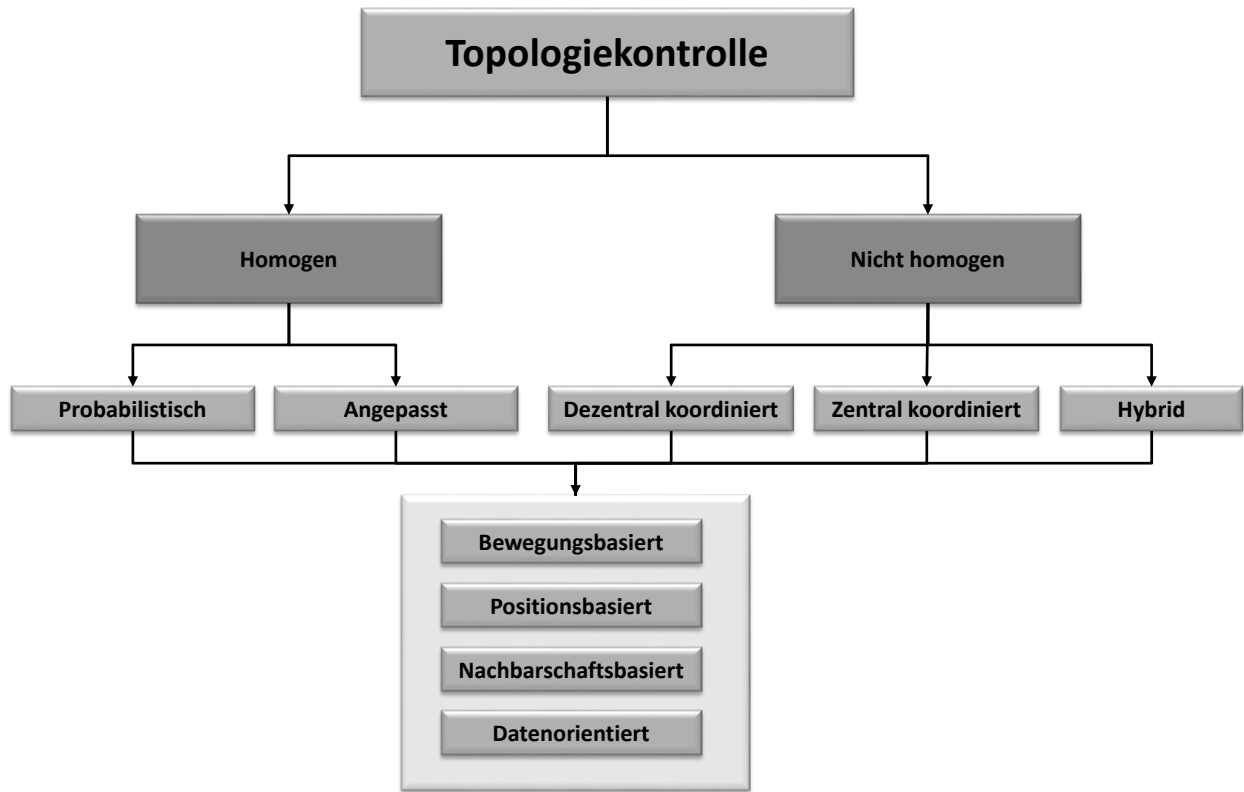 Topologiekontrolle
Homogen
Nicht homogen
Probabilistisch
Angepasst
Dezentral koordiniert
Zentral koordiniert
Hybrid
Bewegungsbasiert
Positionsbasiert
Nachbarschaftsbasiert
Datenorientiert